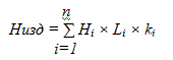 n
Низд = ∑ Hi × Li × ki
i=1